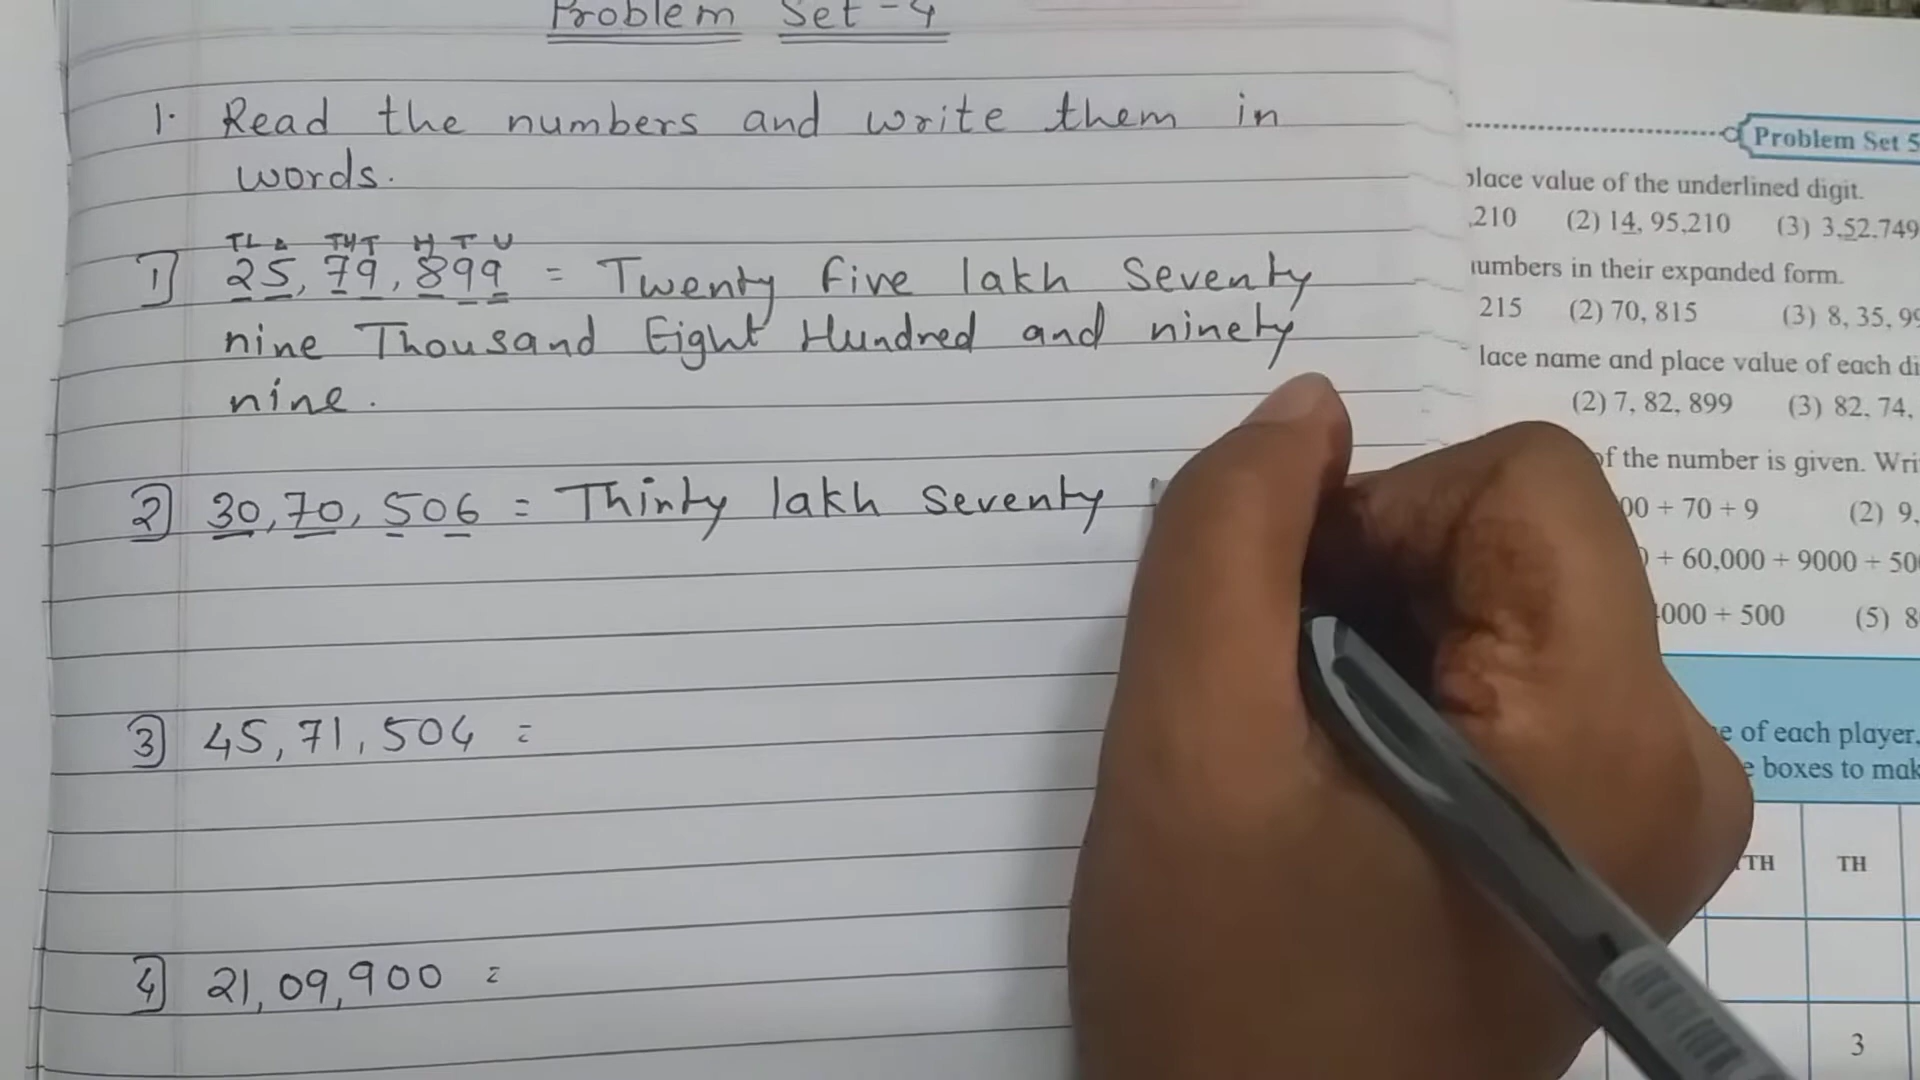 Problem Set-4
1. Read the numbers and write them in
words.
TL L TH T H T U
1] 25, 79, 899 = Twenty five lakh Seventy
nine Thousand Eight Hundred and ninety
nine.
2] 30,70, 506 = Thirty lakh seventy
3] 45,71,504 =
4] 21,09,900 =
Problem Set 5
place value of the underlined digit.
,210 (2) 14, 95,210 (3) 3,52,749
numbers in their expanded form.
215 (2) 70, 815 (3) 8, 35, 99
lace name and place value of each di
(2) 7, 82, 899 (3) 82, 74,
of the number is given. Wri
00 + 70 + 9 (2) 9,
) + 60,000 + 9000 + 50
000 + 500 (5) 8
e of each player,
e boxes to mak
TH TH
3